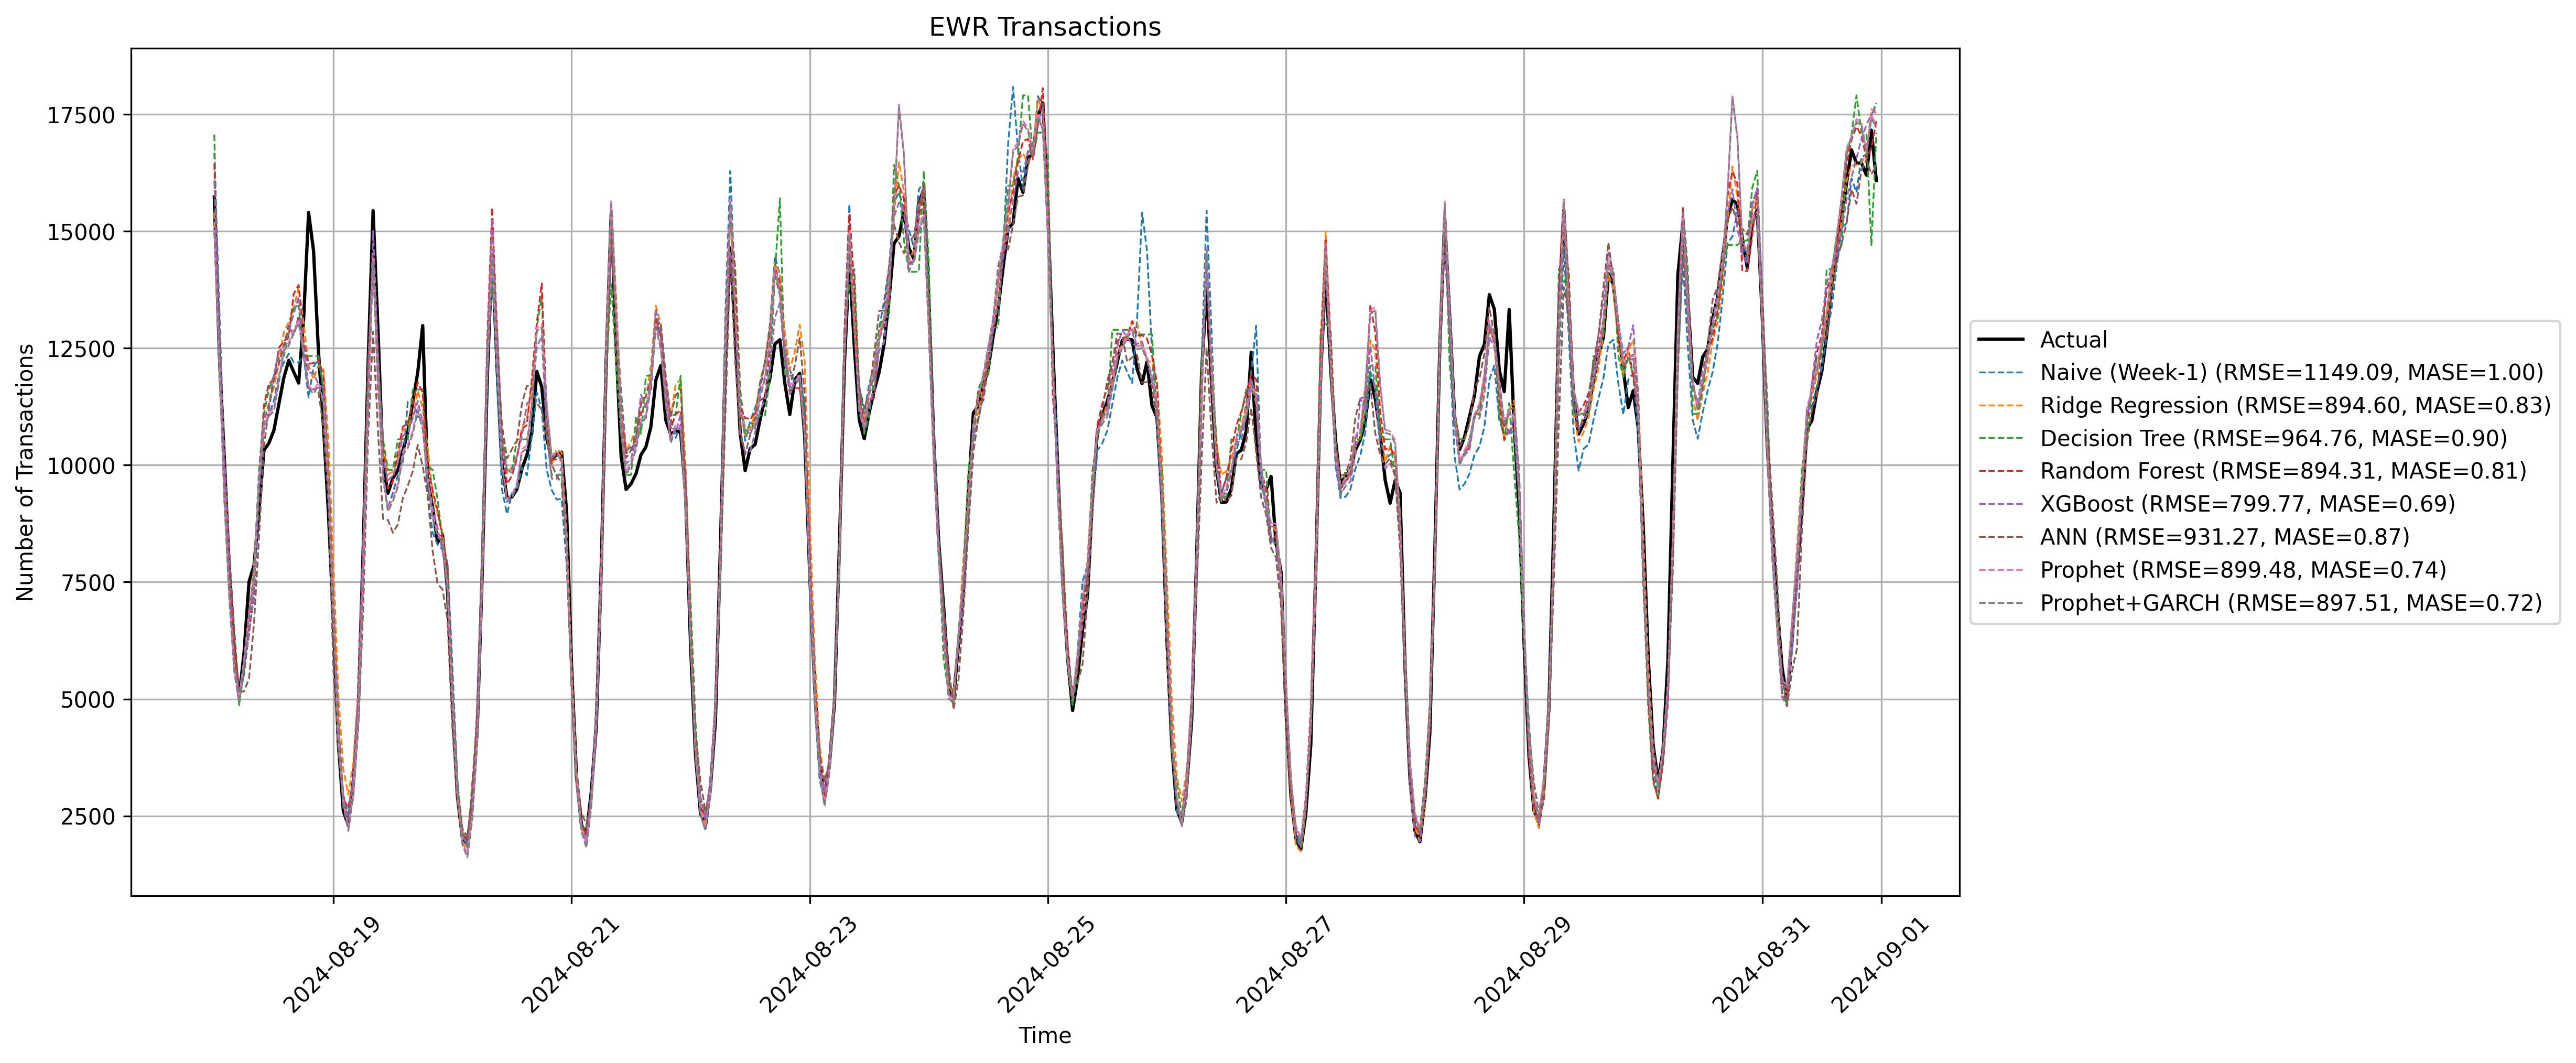 EWR Transactions
Number of Transactions
17500
15000
12500
10000
7500
5000
2500
2024-08-19
2024-08-21
2024-08-23
2024-08-25
2024-08-27
2024-08-29
2024-08-31
2024-09-01
Time
Actual
Naive (Week-1) (RMSE=1149.09, MASE=1.00)
Ridge Regression (RMSE=894.60, MASE=0.83)
Decision Tree (RMSE=964.76, MASE=0.90)
Random Forest (RMSE=894.31, MASE=0.81)
XGBoost (RMSE=799.77, MASE=0.69)
ANN (RMSE=931.27, MASE=0.87)
Prophet (RMSE=899.48, MASE=0.74)
Prophet+GARCH (RMSE=897.51, MASE=0.72)